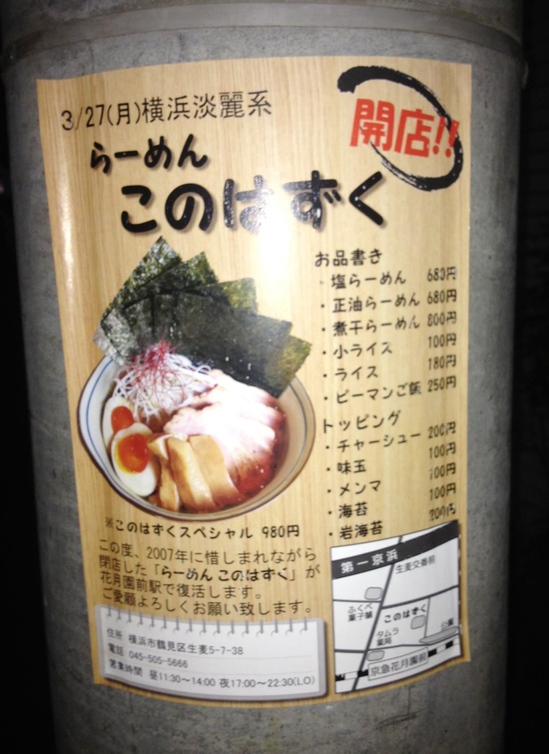 3/27(月)横浜淡麗系
開店!!
らーめん
このはずく
お品書き
・塩らーめん 680円
・正油らーめん 680円
・煮干らーめん 800円
・小ライス 100円
・ライス 180円
・ピーマンご飯 250円
トッピング
・チャーシュー 200円
・味玉 100円
・メンマ 100円
・海苔 100円
・岩海苔 200円
※このはずくスペシャル 980円
この度、2007年に惜しまれながら
閉店した「らーめん このはずく」が
花月園前駅で復活します。
ご愛顧よろしくお願い致します。
住所 横浜市鶴見区生麦5-7-38
電話 045-505-5666
営業時間 昼11:30~14:00 夜17:00~22:30(LO)
第一京浜
生麦交番前
ふくべ
菓子舗
このはずく
タムラ
薬局
京急花月園前